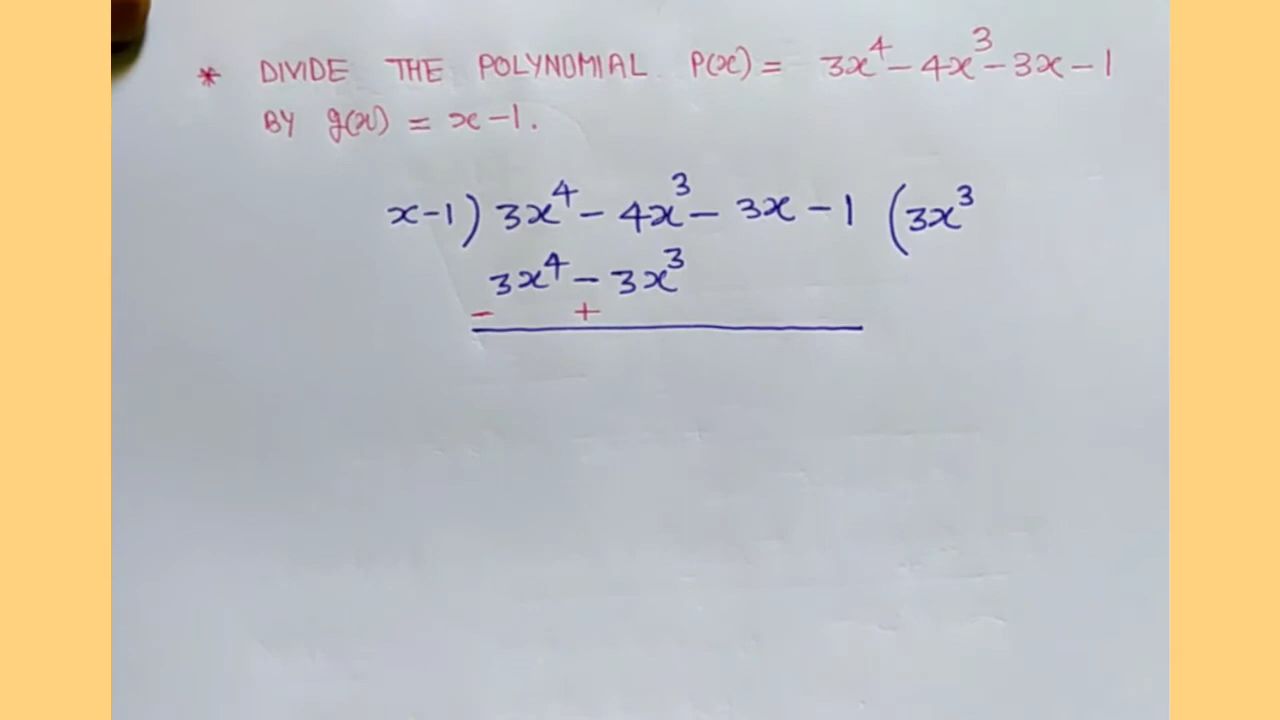 * DIVIDE THE POLYNOMIAL P(x) = 3x⁴ - 4x³ - 3x - 1
BY g(x) = x - 1.
x-1) 3x⁴ - 4x³ - 3x - 1 (3x³
3x⁴ - 3x³
- +